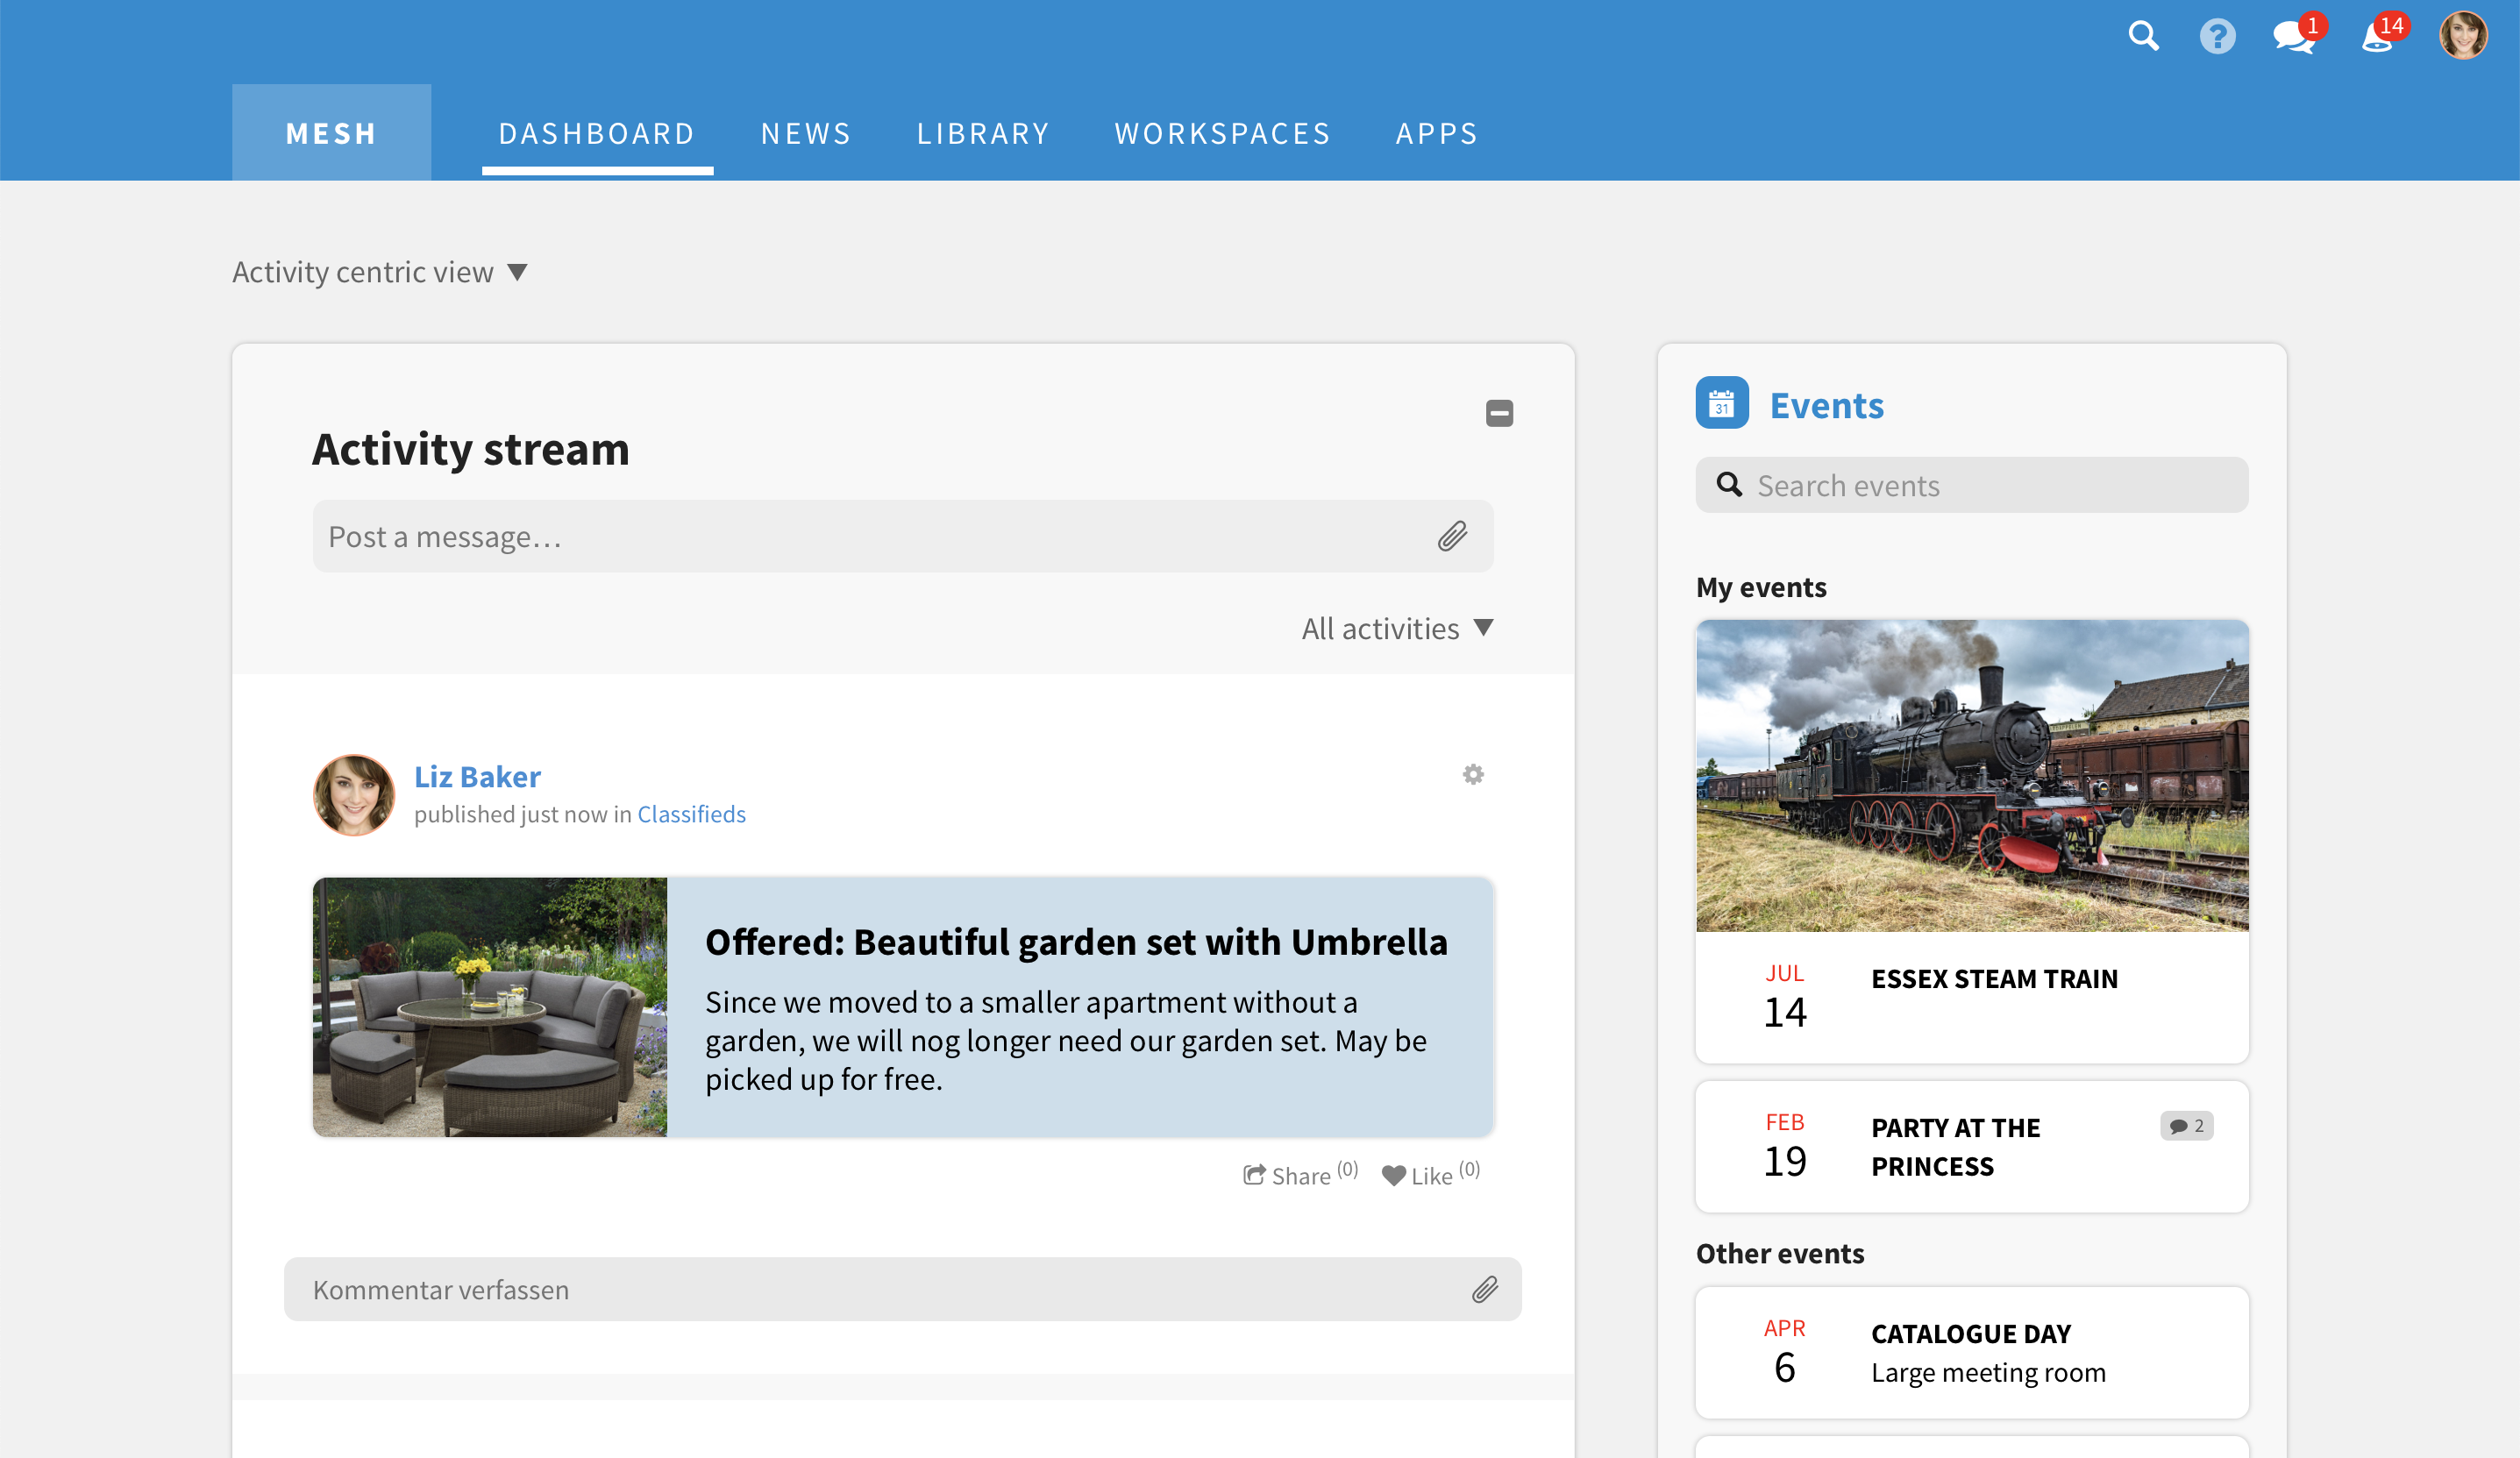 1
14
MESH
DASHBOARD
NEWS
LIBRARY
WORKSPACES
APPS
Activity centric view
Activity stream
Post a message…
All activities
Liz Baker
published just now in Classifieds
Offered: Beautiful garden set with Umbrella
Since we moved to a smaller apartment without a
garden, we will nog longer need our garden set. May be
picked up for free.
Share (0)
Like (0)
Kommentar verfassen
31
Events
Search events
My events
JUL
14
ESSEX STEAM TRAIN
FEB
19
PARTY AT THE
PRINCESS
2
Other events
APR
6
CATALOGUE DAY
Large meeting room